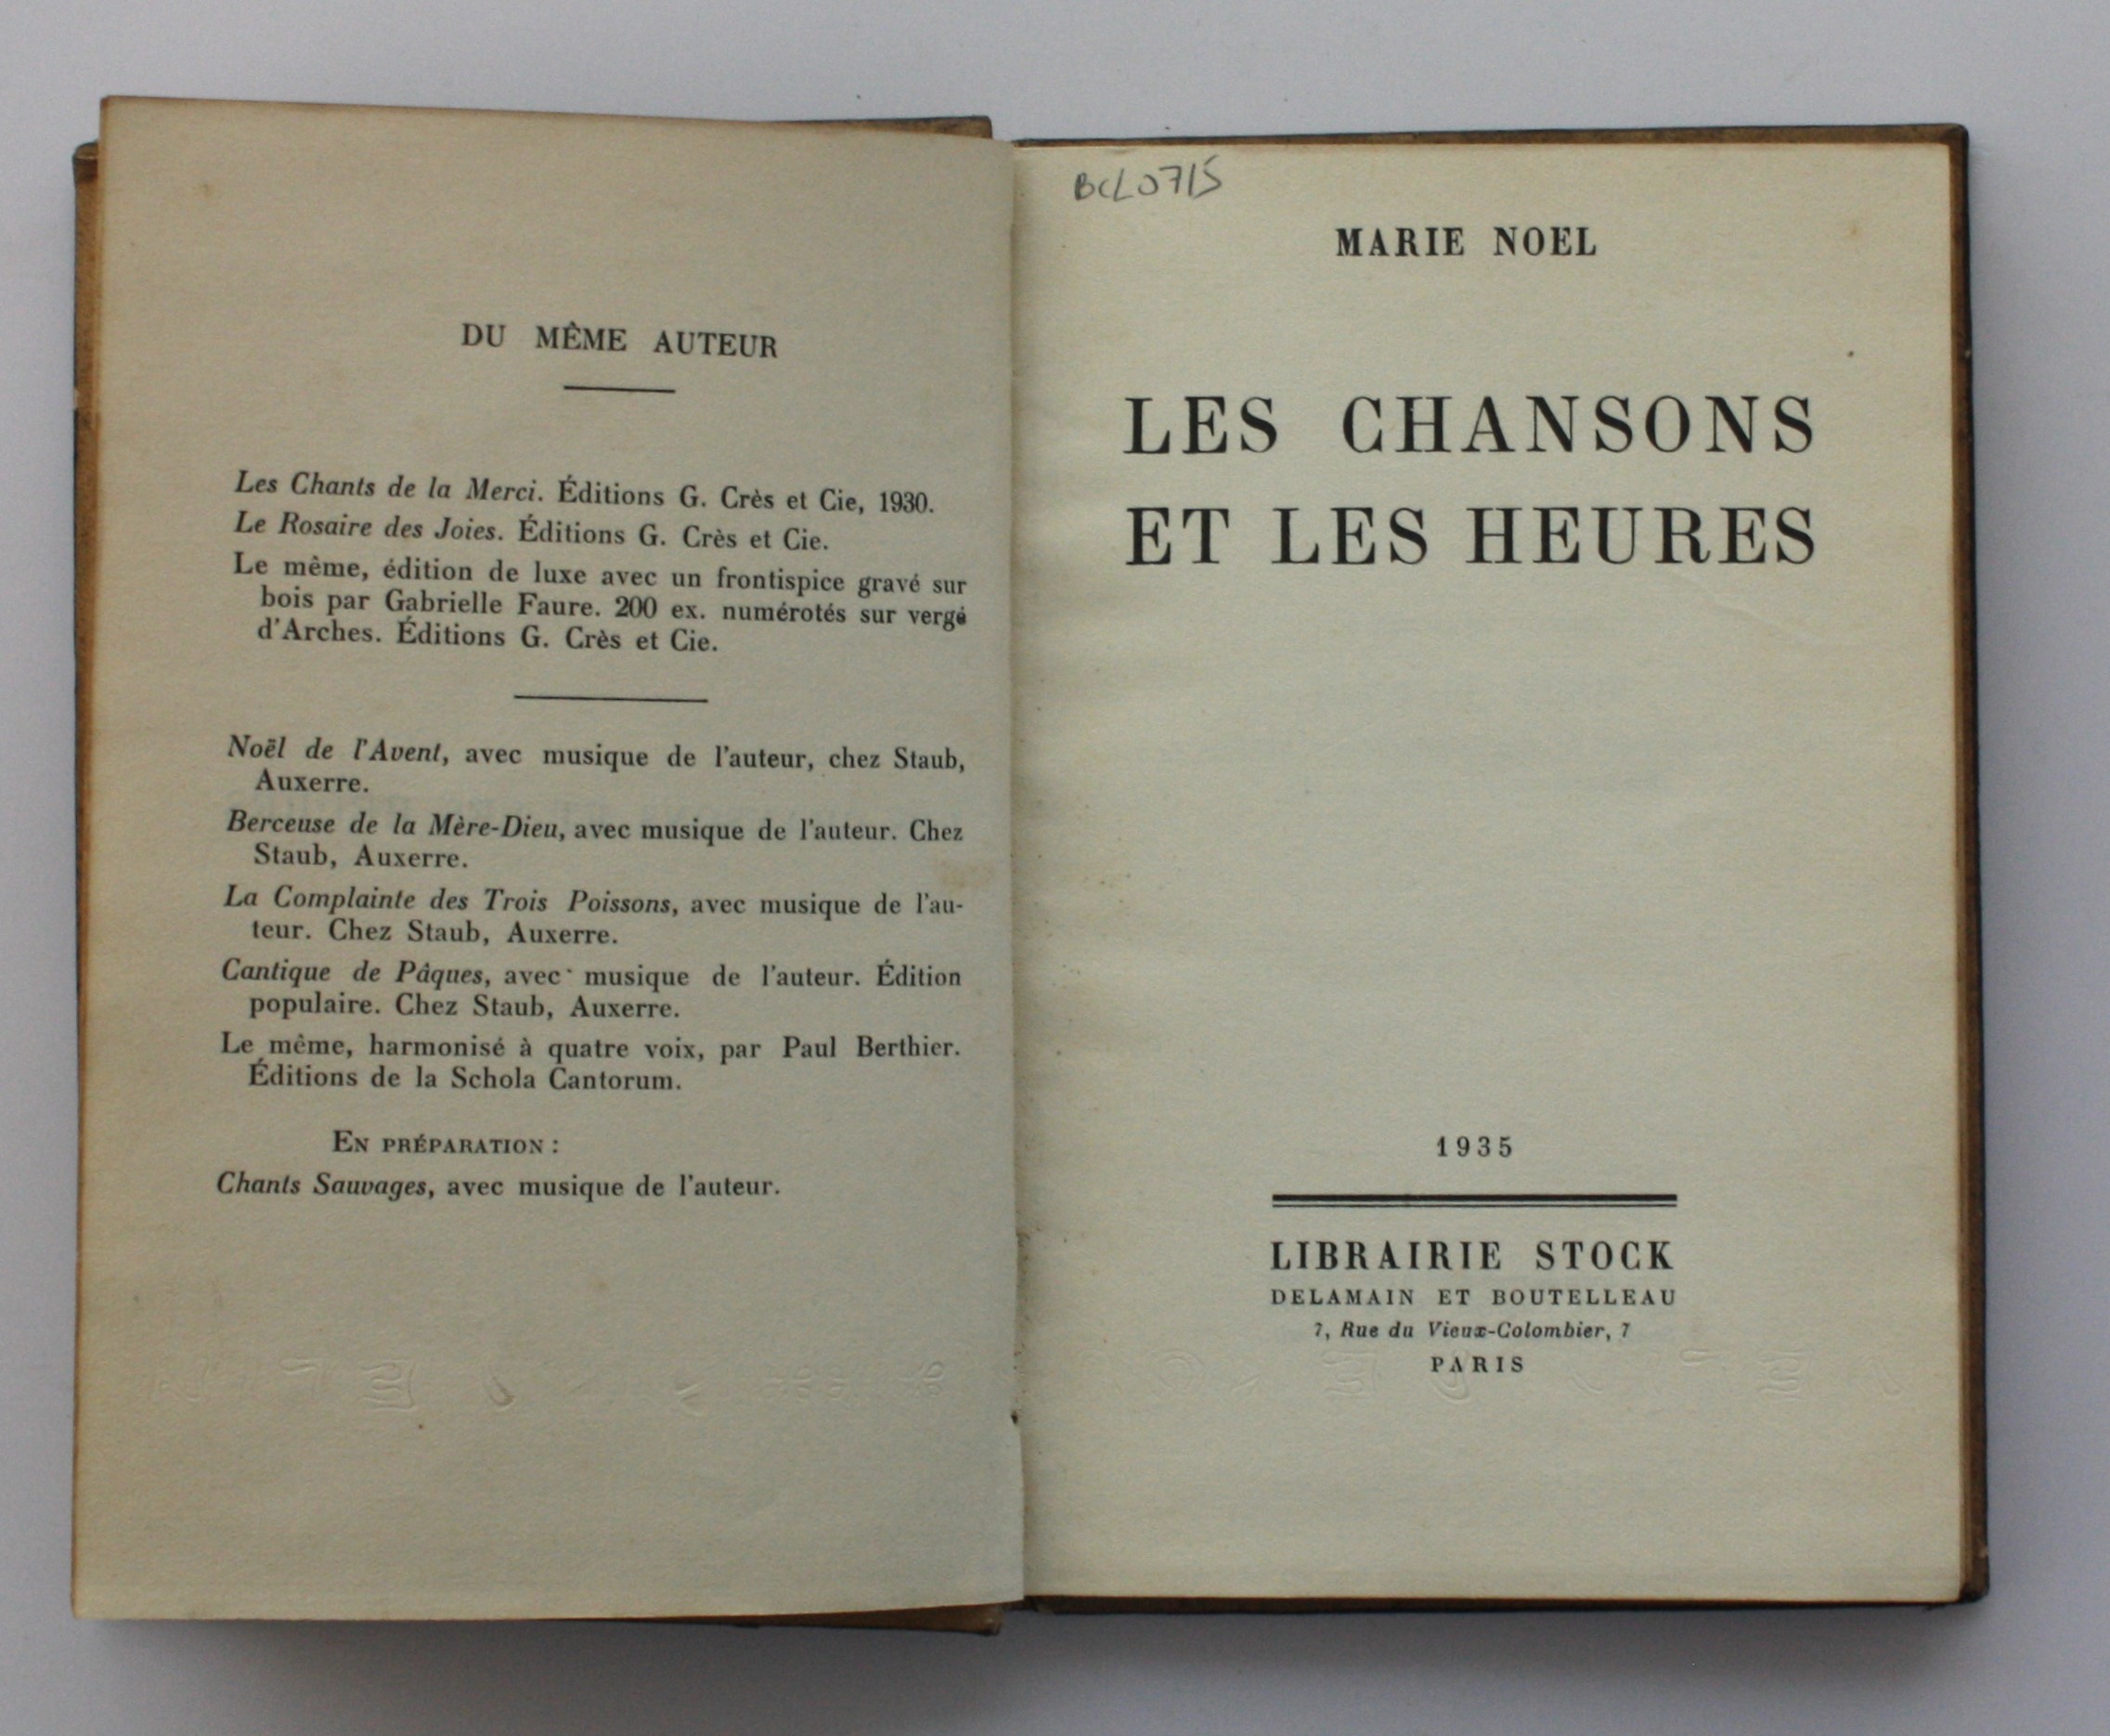 DU MÊME AUTEUR
Les Chants de la Merci. Éditions G. Crès et Cie, 1930.
Le Rosaire des Joies. Éditions G. Crès et Cie.
Le même, édition de luxe avec un frontispice gravé sur
bois par Gabrielle Faure. 200 ex. numérotés sur vergé
d'Arches. Éditions G. Crès et Cie.
Noël de l'Avent, avec musique de l'auteur, chez Staub,
Auxerre.
Berceuse de la Mère-Dieu, avec musique de l'auteur. Chez
Staub, Auxerre.
La Complainte des Trois Poissons, avec musique de l'au-
teur. Chez Staub, Auxerre.
Cantique de Pâques, avec musique de l'auteur. Édition
populaire. Chez Staub, Auxerre.
Le même, harmonisé à quatre voix, par Paul Berthier.
Éditions de la Schola Cantorum.
EN PRÉPARATION :
Chants Sauvages, avec musique de l'auteur.
BCL0715
MARIE NOEL
LES CHANSONS
ET LES HEURES
1935
LIBRAIRIE STOCK
DELAMAIN ET BOUTELLEAU
7, Rue du Vieux-Colombier, 7
PARIS